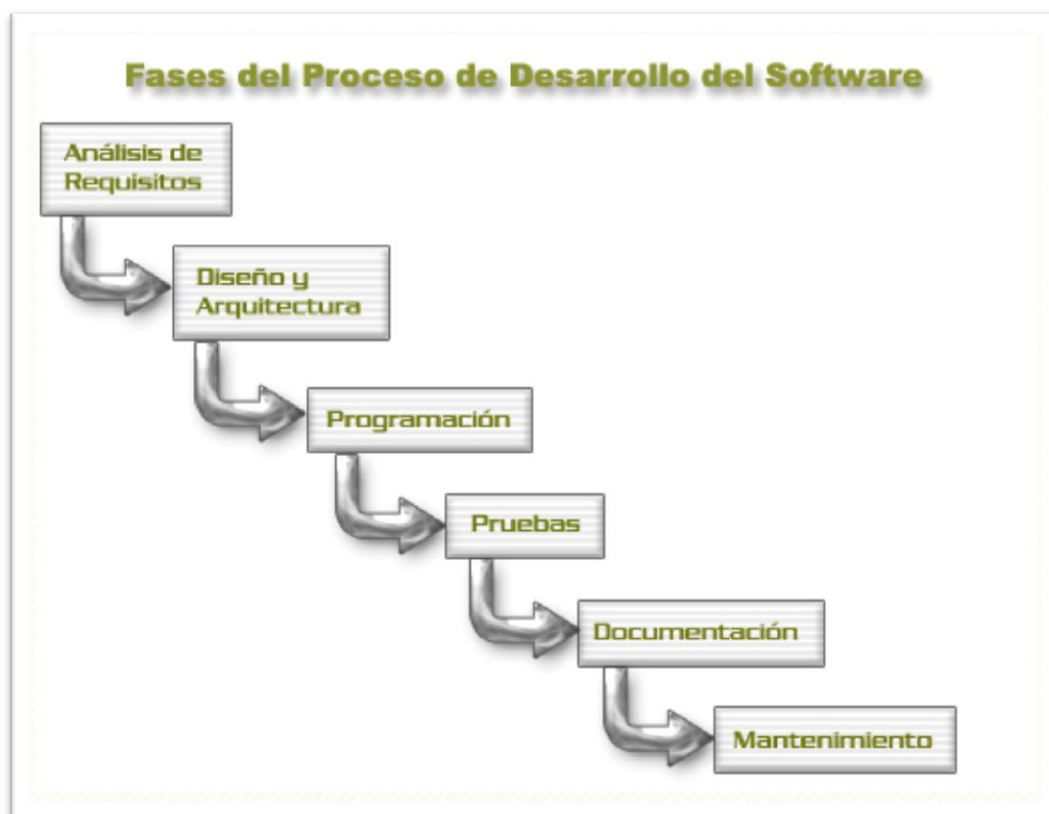 Fases del Proceso de Desarrollo del Software
Análisis de
Requisitos
Diseño y
Arquitectura
Programación
Pruebas
Documentación
Mantenimiento